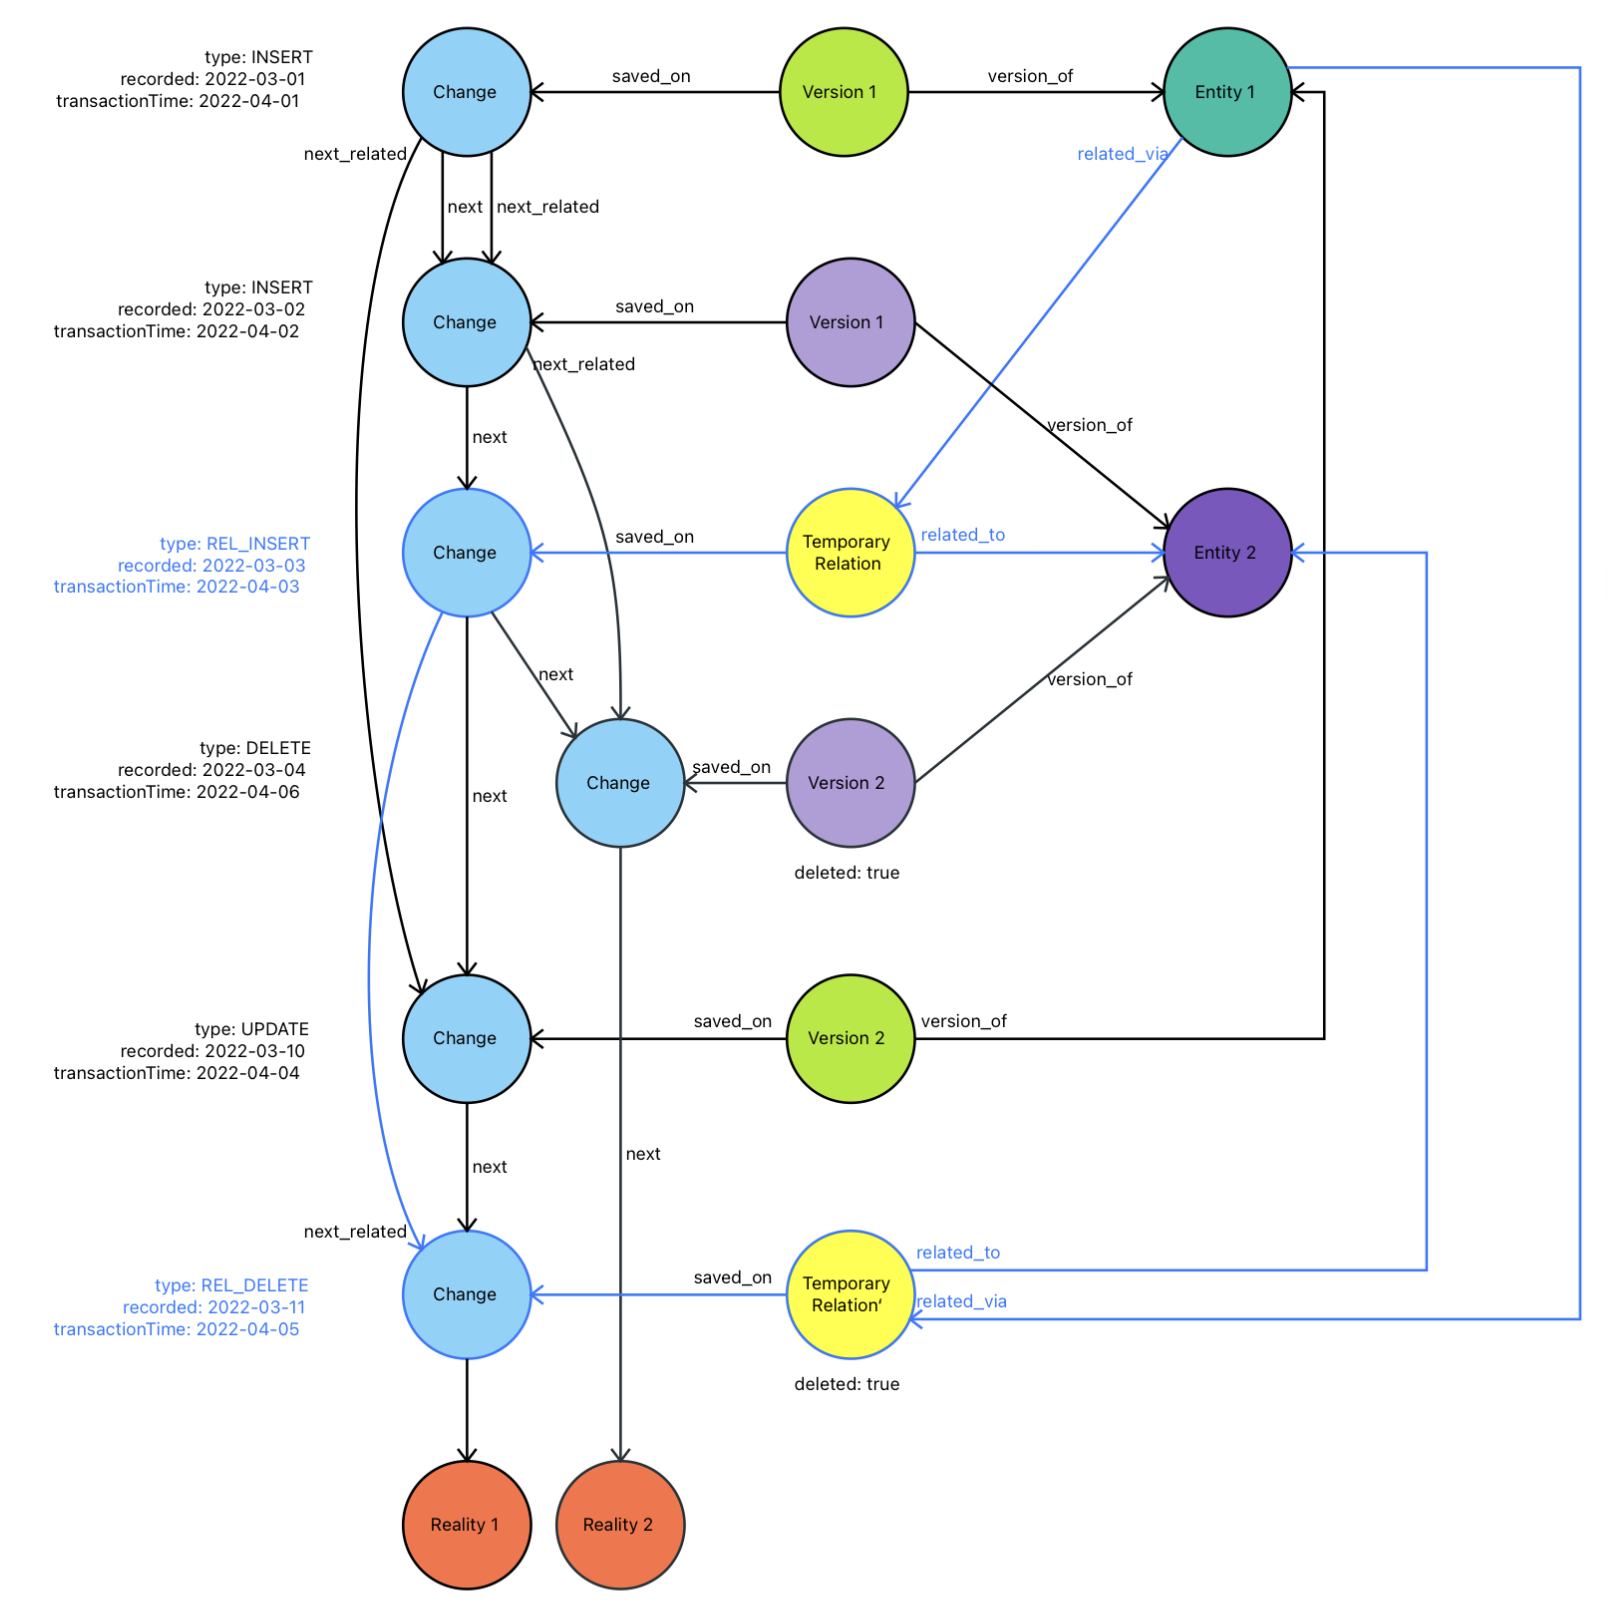 type: INSERT
recorded: 2022-03-01
transactionTime: 2022-04-01
Change
saved_on
Version 1
version_of
Entity 1
next_related
related_via
next
next_related
type: INSERT
recorded: 2022-03-02
transactionTime: 2022-04-02
Change
saved_on
Version 1
next_related
version_of
next
type: REL_INSERT
recorded: 2022-03-03
transactionTime: 2022-04-03
Change
saved_on
Temporary
Relation
related_to
Entity 2
next
version_of
type: DELETE
recorded: 2022-03-04
transactionTime: 2022-04-06
next
Change
saved_on
Version 2
deleted: true
type: UPDATE
recorded: 2022-03-10
transactionTime: 2022-04-04
Change
saved_on
Version 2
version_of
next
next
next_related
type: REL_DELETE
recorded: 2022-03-11
transactionTime: 2022-04-05
Change
saved_on
Temporary
Relation‘
related_to
related_via
deleted: true
Reality 1
Reality 2